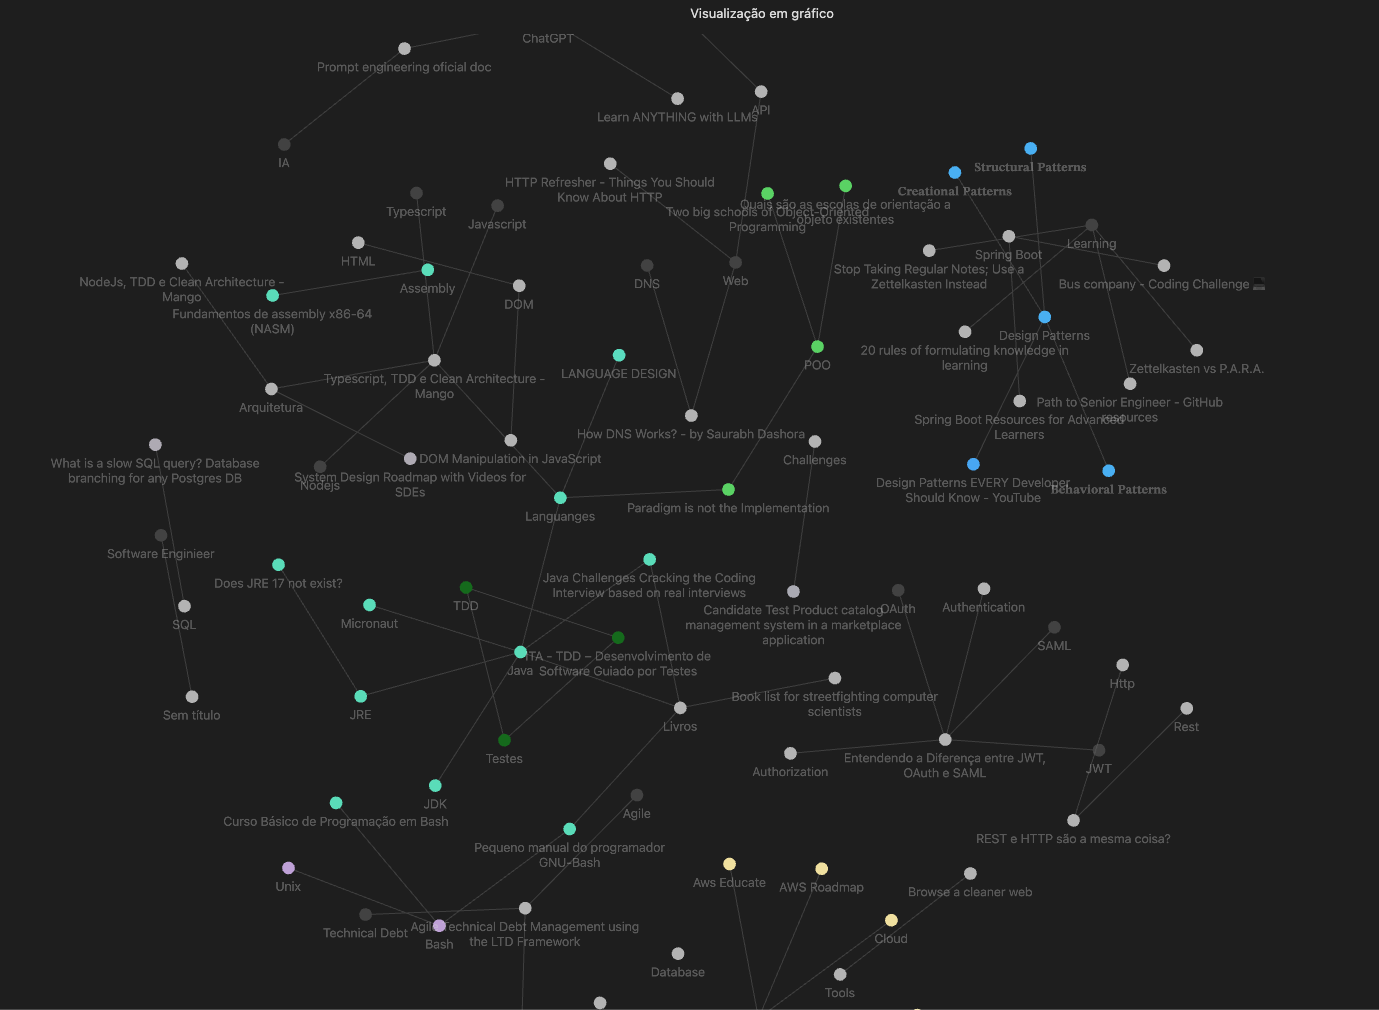 Visualização em gráfico
ChatGPT
Prompt engineering oficial doc
Learn ANYTHING with LLMs
API
IA
HTTP Refresher - Things You Should
Know About HTTP
Structural Patterns
Creational Patterns
Typescript
Javascript
Quais são as escolas de orientação a
objeto existentes
Two big schools of Object-Oriented
Programming
HTML
Assembly
DOM
DNS
Web
Learning
Spring Boot
Stop Taking Regular Notes; Use a
Zettelkasten Instead
Bus company - Coding Challenge
NodeJs, TDD e Clean Architecture -
Mango
Fundamentos de assembly x86-64
(NASM)
Design Patterns
20 rules of formulating knowledge in
learning
Zettelkasten vs P.A.R.A.
LANGUAGE DESIGN
POO
Typescript, TDD e Clean Architecture -
Mango
Arquitetura
Path to Senior Engineer - GitHub
resources
Spring Boot Resources for Advanced
Learners
How DNS Works? - by Saurabh Dashora
Challenges
What is a slow SQL query? Database
branching for any Postgres DB
DOM Manipulation in JavaScript
System Design Roadmap with Videos for
SDEs
Nodejs
Design Patterns EVERY Developer
Should Know - YouTube
Behavioral Patterns
Languanges
Paradigm is not the Implementation
Software Enginieer
Does JRE 17 not exist?
Java Challenges Cracking the Coding
Interview based on real interviews
TDD
Micronaut
SQL
Candidate Test Product catalog
management system in a marketplace
application
OAuth
Authentication
SAML
ITA - TDD – Desenvolvimento de
Software Guiado por Testes
Java
Http
Book list for streetfighting computer
scientists
Sem título
JRE
Livros
Rest
Testes
Authorization
Entendendo a Diferença entre JWT,
OAuth e SAML
JWT
JDK
Agile
Curso Básico de Programação em Bash
REST e HTTP são a mesma coisa?
Pequeno manual do programador
GNU-Bash
Unix
Aws Educate
AWS Roadmap
Browse a cleaner web
Technical Debt
Agile Technical Debt Management using
the LTD Framework
Bash
Cloud
Database
Tools